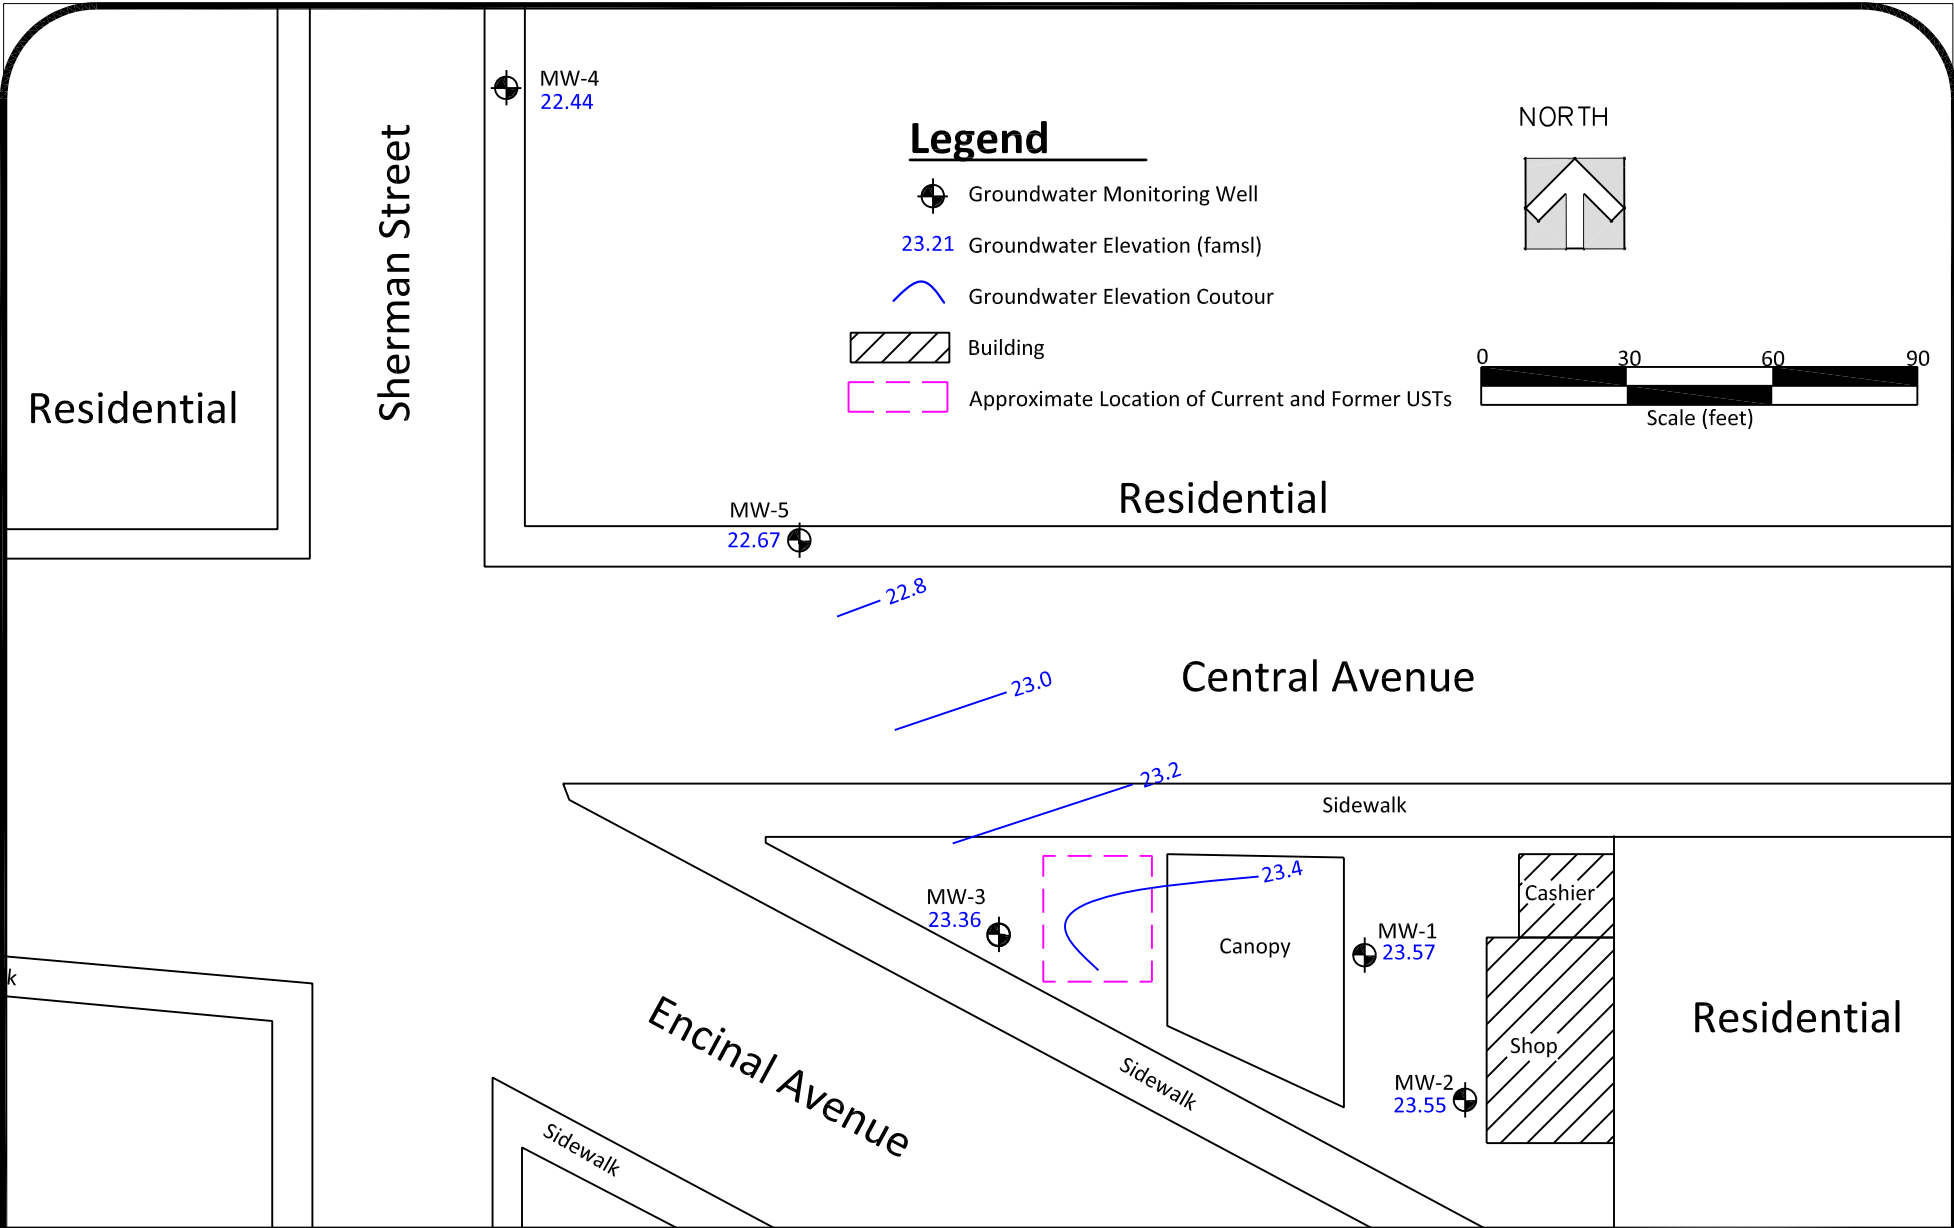 MW-4
22.44
NORTH
Legend
Groundwater Monitoring Well
23.21 Groundwater Elevation (famsl)
Groundwater Elevation Coutour
Building
Approximate Location of Current and Former USTs
0 30 60 90
Scale (feet)
Sherman Street
Residential
Residential
MW-5
22.67
22.8
23.0
Central Avenue
23.2
Sidewalk
23.4
Cashier
MW-3
23.36
MW-1
23.57
Canopy
k
Residential
Encinal Avenue
Shop
Sidewalk
MW-2
23.55
Sidewalk